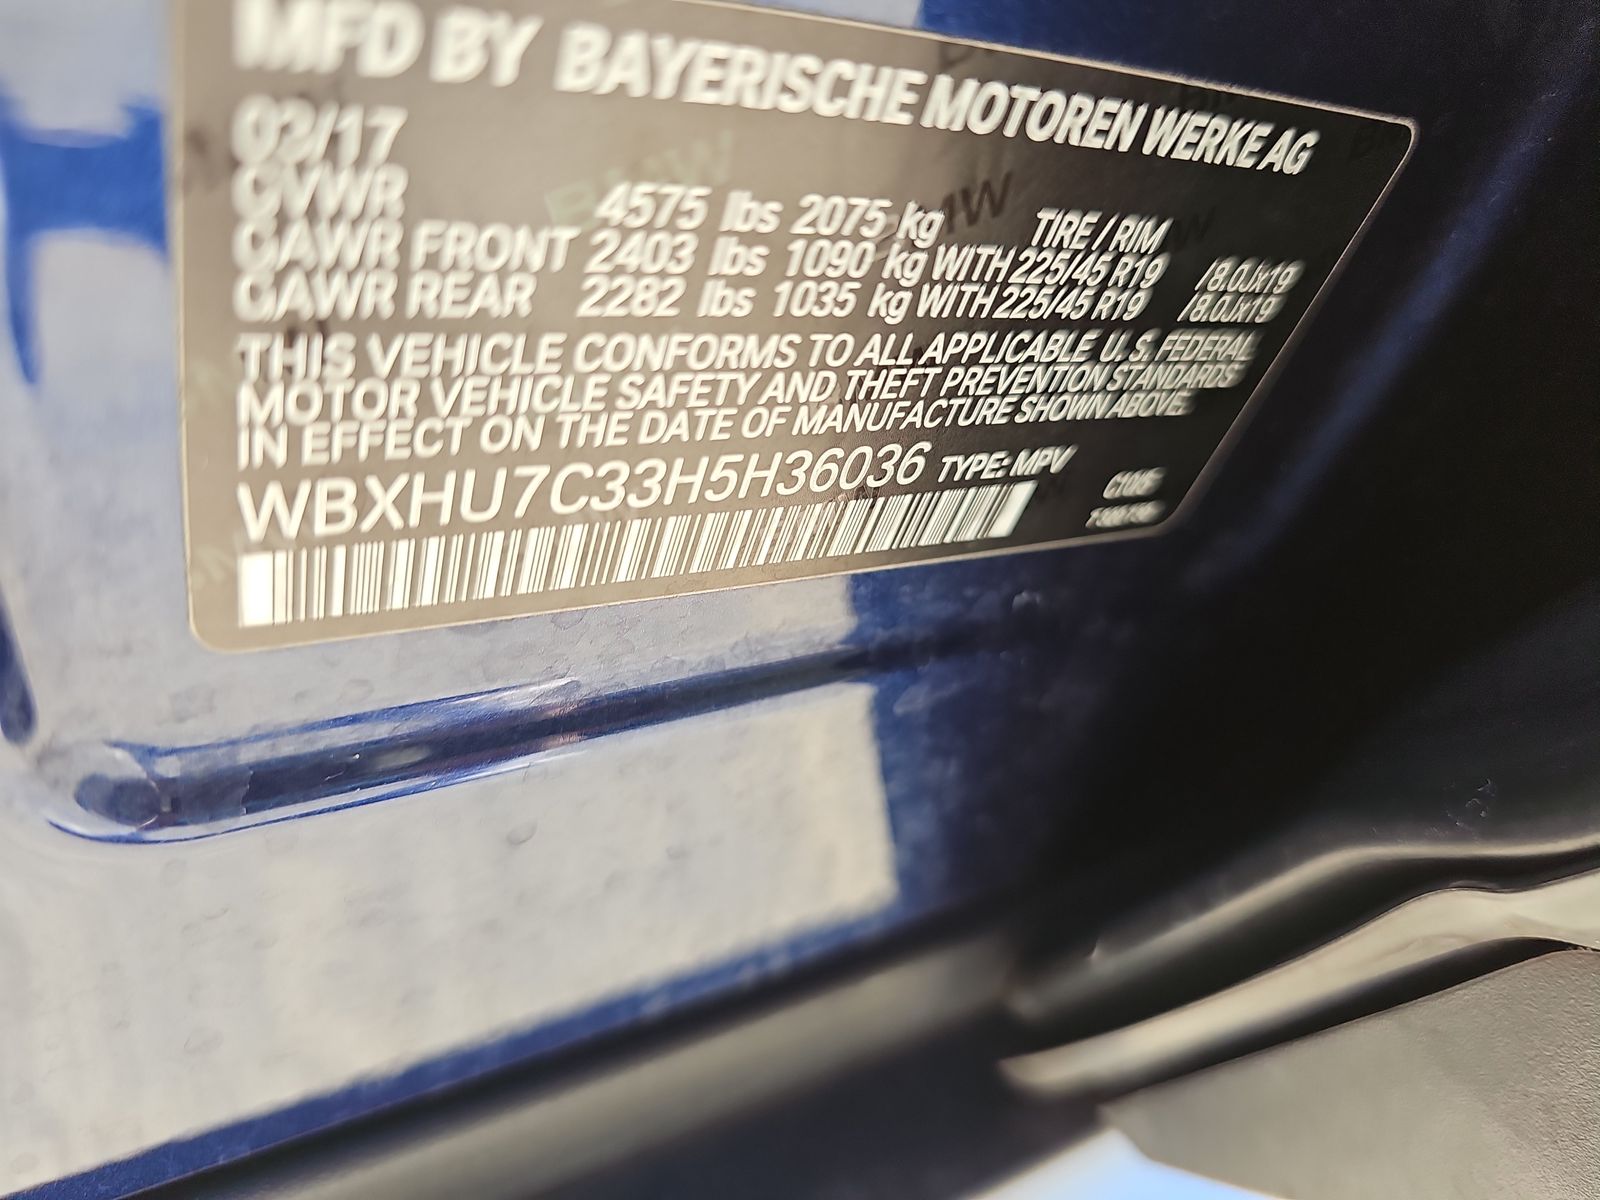 MFD BY BAYERISCHE MOTOREN WERKE AG
02/17
GVWR 4575 lbs 2075 kg TIRE / RIM
GAWR FRONT 2403 lbs 1090 kg WITH 225/45 R19 /8.0Jx19
GAWR REAR 2282 lbs 1035 kg WITH 225/45 R19 /8.0Jx19
THIS VEHICLE CONFORMS TO ALL APPLICABLE U.S. FEDERAL
MOTOR VEHICLE SAFETY AND THEFT PREVENTION STANDARDS
IN EFFECT ON THE DATE OF MANUFACTURE SHOWN ABOVE.
WBXHU7C33H5H36036 TYPE: MPV